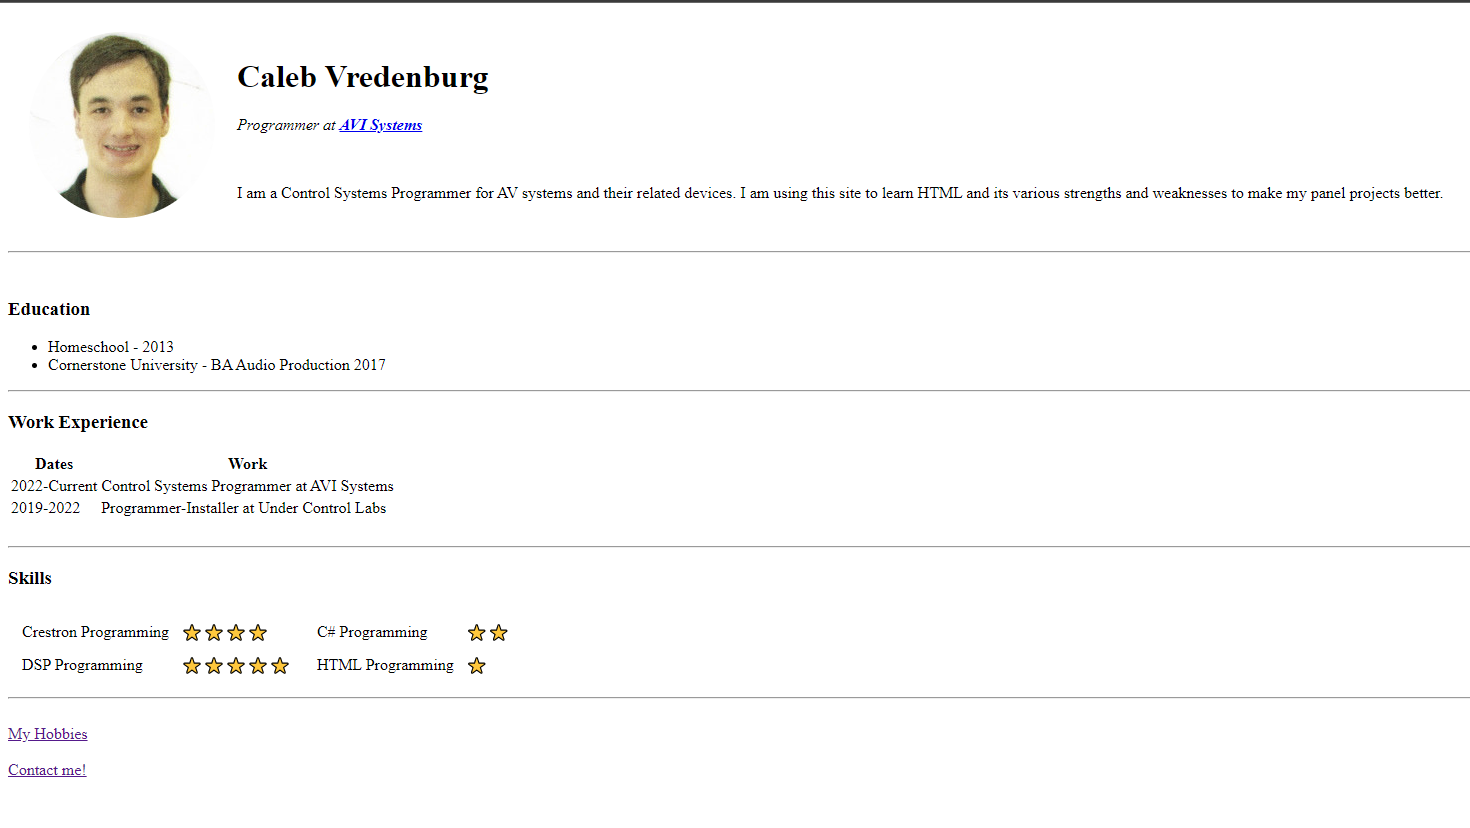 Caleb Vredenburg
Programmer at AVI Systems
I am a Control Systems Programmer for AV systems and their related devices. I am using this site to learn HTML and its various strengths and weaknesses to make my panel projects better.
Education
Homeschool - 2013
Cornerstone University - BA Audio Production 2017
Work Experience
Dates Work
2022-Current Control Systems Programmer at AVI Systems
2019-2022 Programmer-Installer at Under Control Labs
Skills
Crestron Programming C# Programming
DSP Programming HTML Programming
My Hobbies
Contact me!